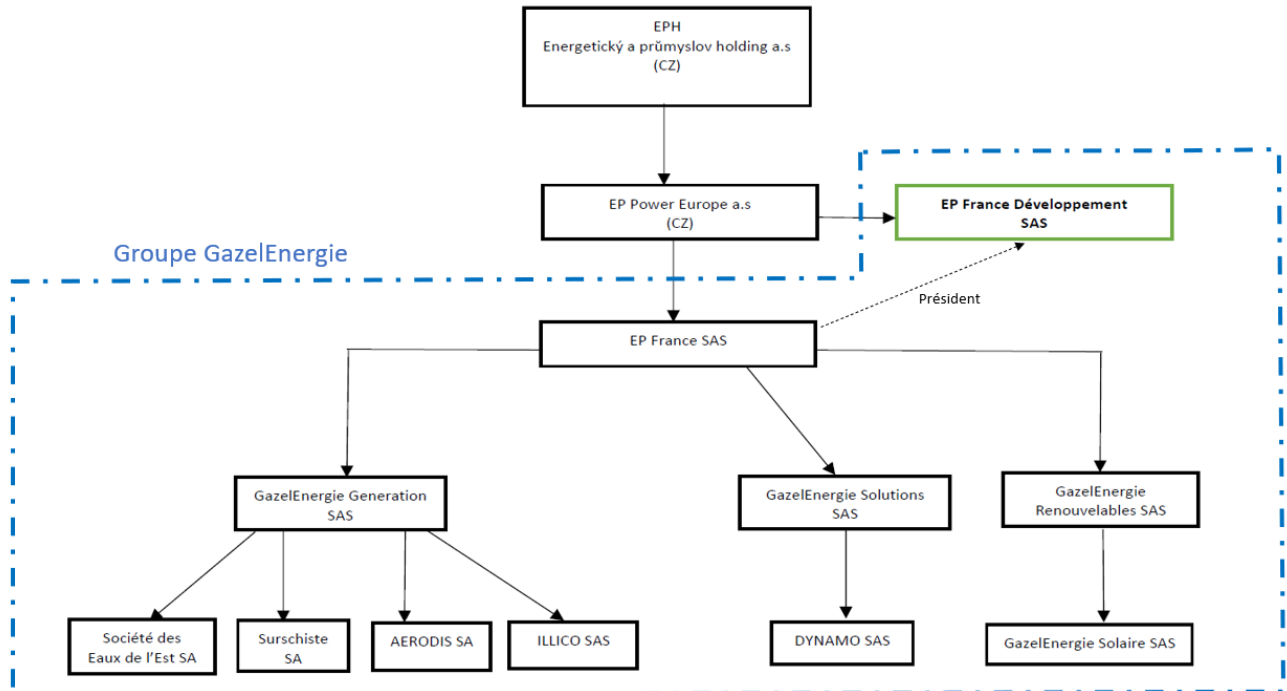 EPH
Energetický a průmyslov holding a.s
(CZ)
EP Power Europe a.s
(CZ)
EP France Développement
SAS
Groupe GazelEnergie
Président
EP France SAS
GazelEnergie Generation
SAS
GazelEnergie Solutions
SAS
GazelEnergie
Renouvelables SAS
Société des
Eaux de l'Est SA
Surschiste
SA
AERODIS SA
ILLICO SAS
DYNAMO SAS
GazelEnergie Solaire SAS